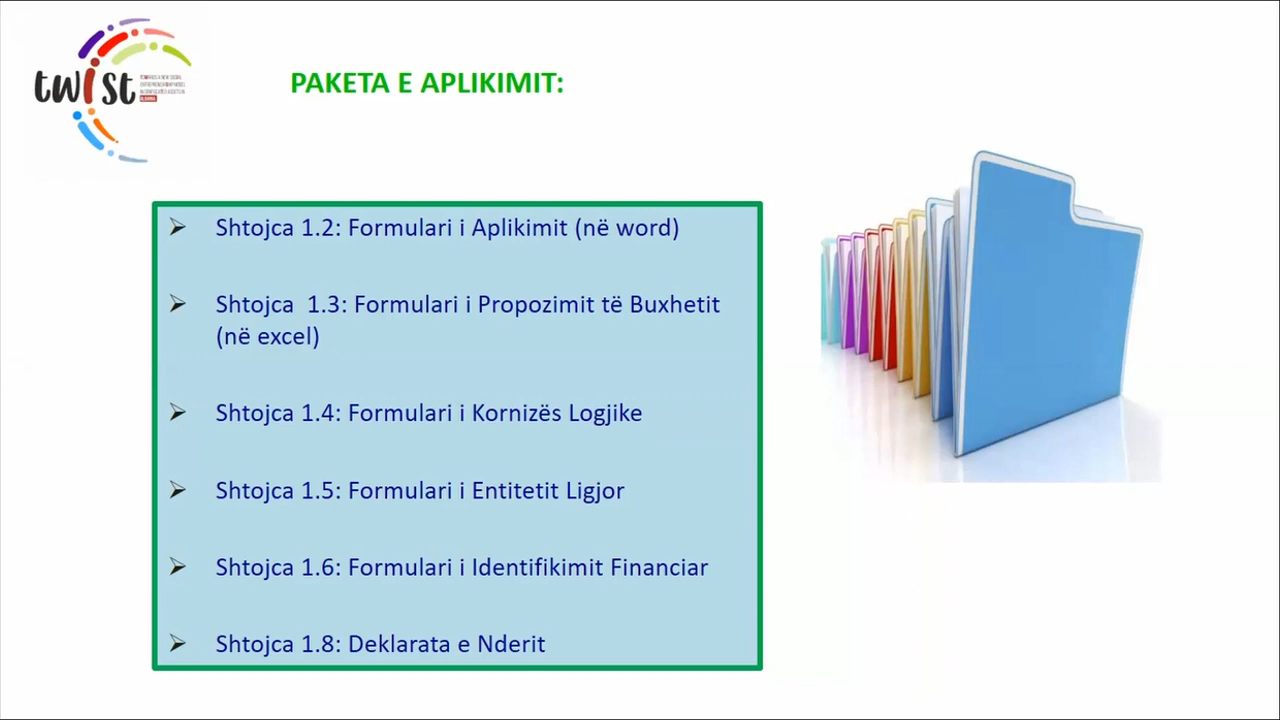 twist
PAKETA E APLIKIMIT:
Shtojca 1.2: Formulari i Aplikimit (në word)
Shtojca 1.3: Formulari i Propozimit të Buxhetit
(në excel)
Shtojca 1.4: Formulari i Kornizës Logjike
Shtojca 1.5: Formulari i Entitetit Ligjor
Shtojca 1.6: Formulari i Identifikimit Financiar
Shtojca 1.8: Deklarata e Nderit